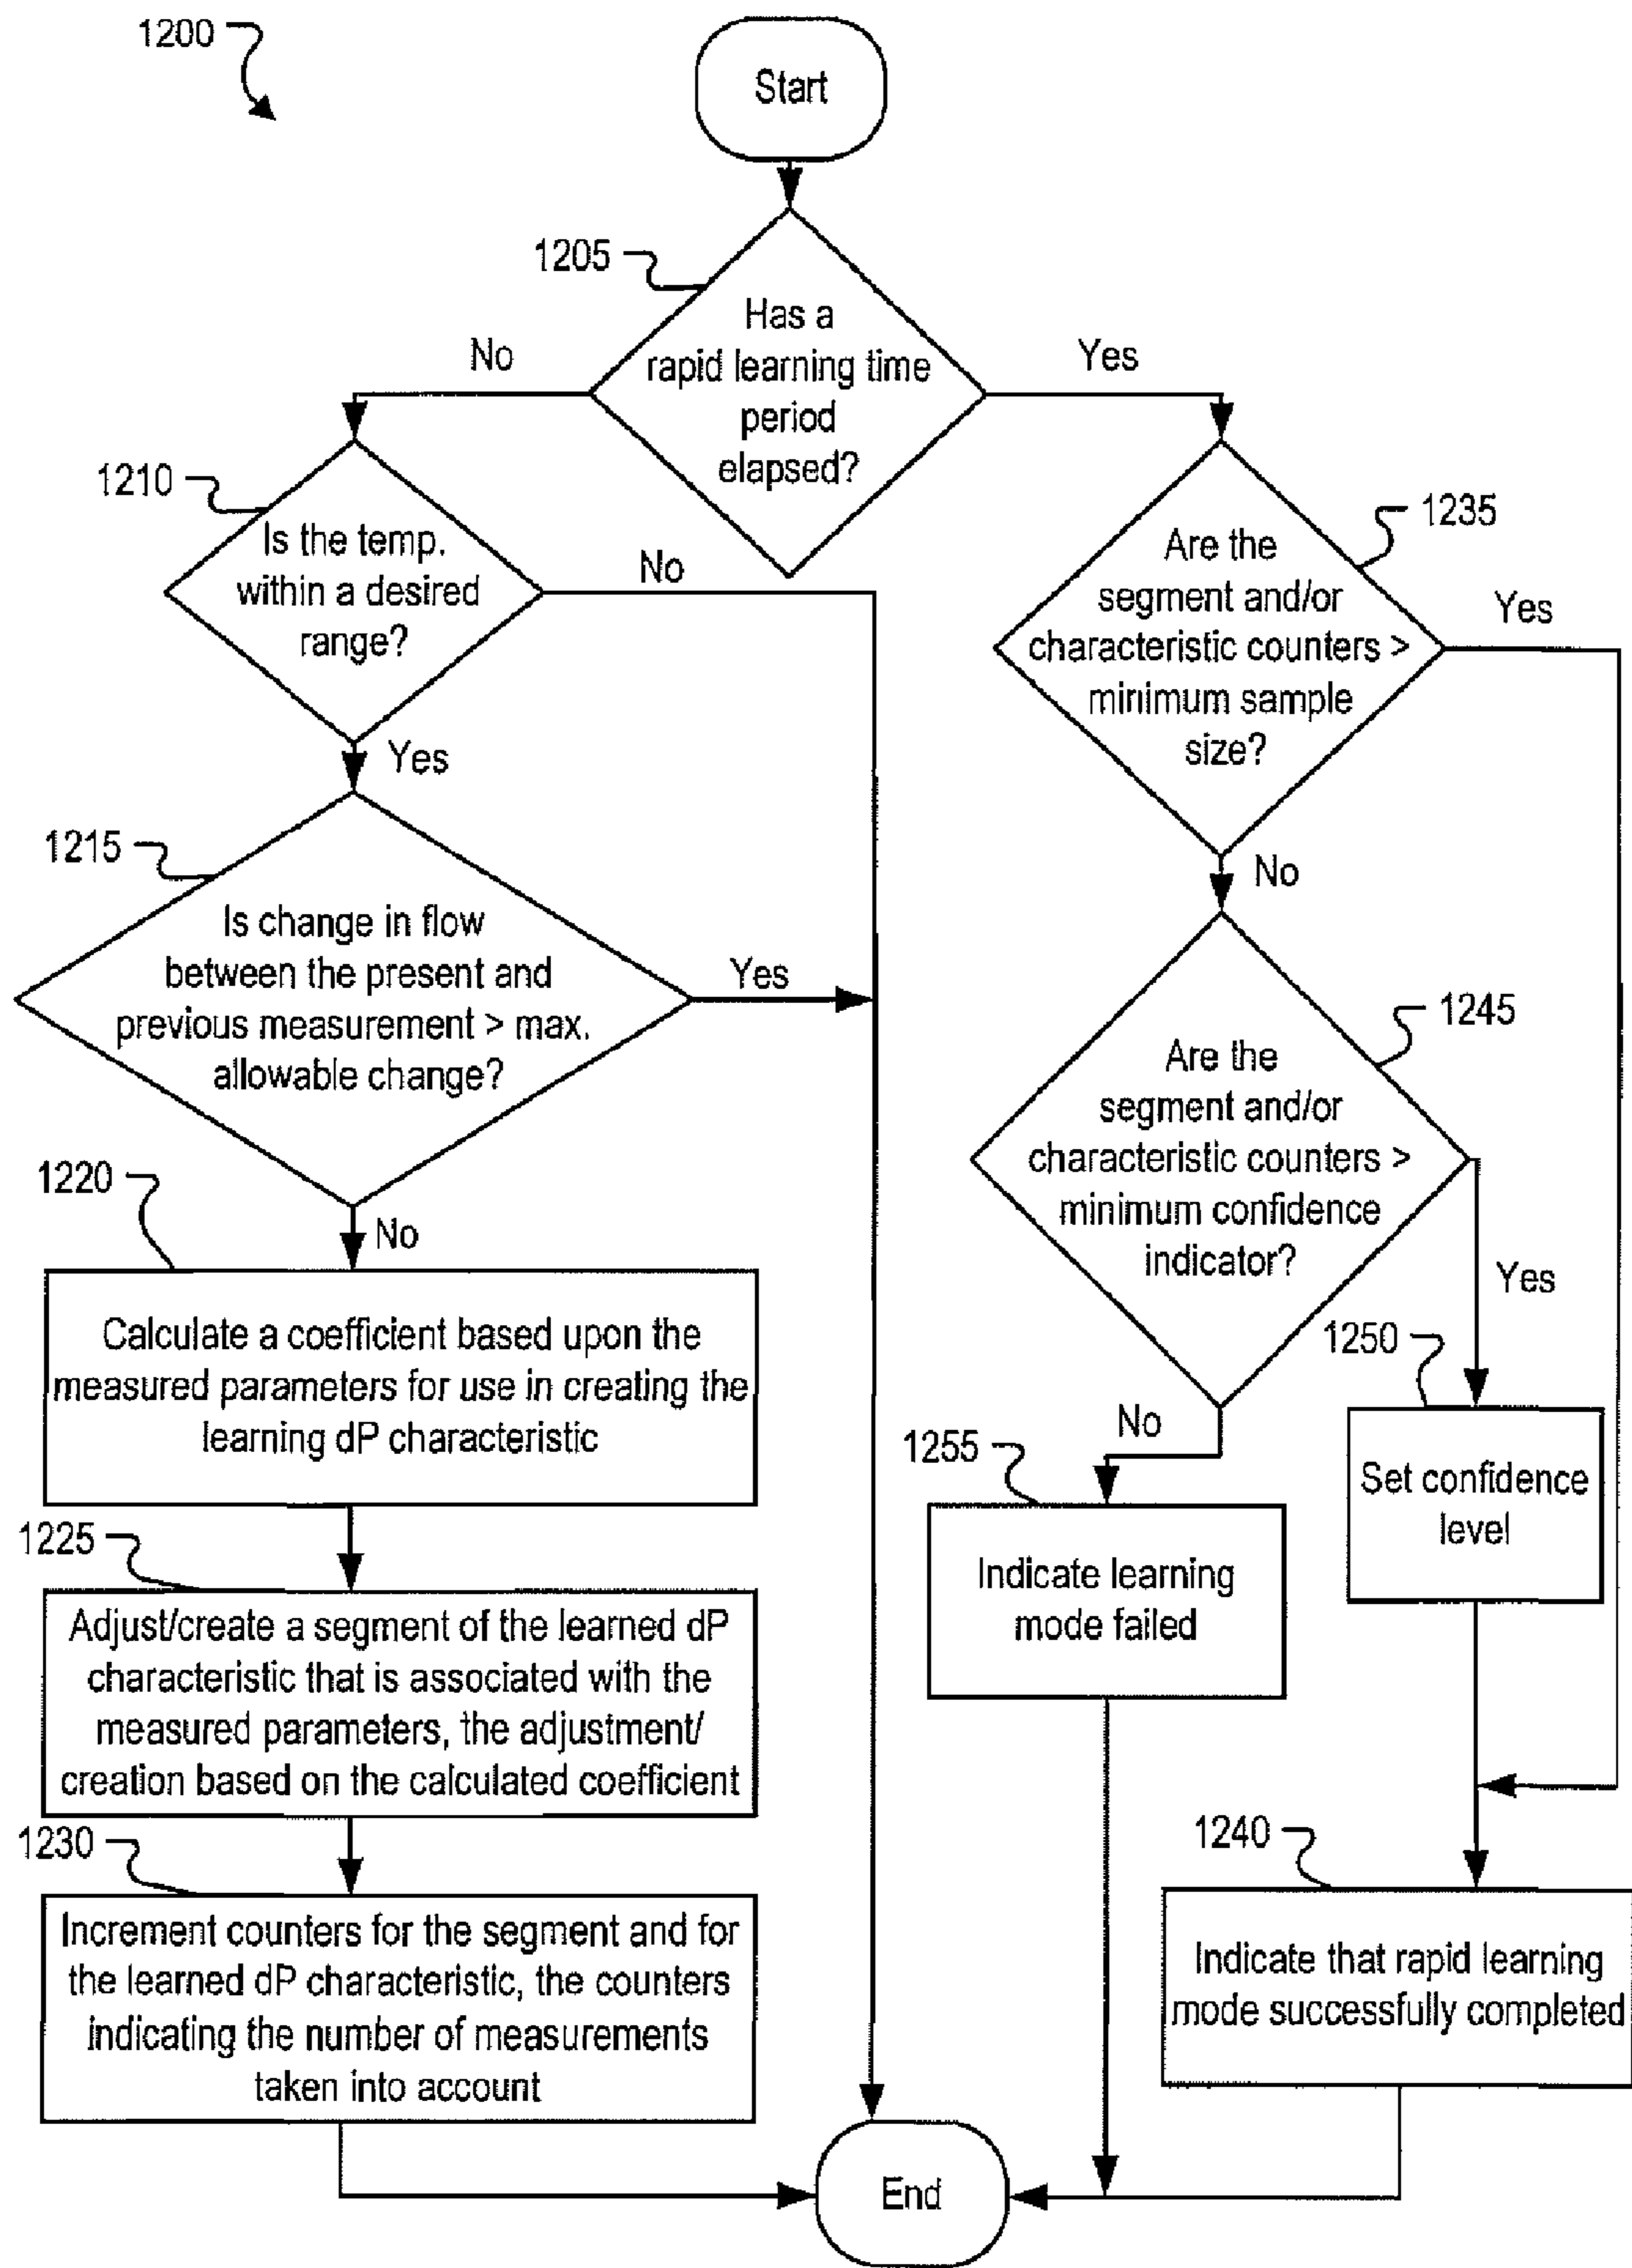 1200
Start
1205
Has a
rapid learning time
period
elapsed?
No
Yes
1210
Is the temp.
within a desired
range?
No
Yes
1235
Are the
segment and/or
characteristic counters >
minimum sample
size?
Yes
No
1215
Is change in flow
between the present and
previous measurement > max.
allowable change?
Yes
No
1245
Are the
segment and/or
characteristic counters >
minimum confidence
indicator?
Yes
No
1220
Calculate a coefficient based upon the
measured parameters for use in creating the
learning dP characteristic
1250
Set confidence
level
1255
Indicate learning
mode failed
1225
Adjust/create a segment of the learned dP
characteristic that is associated with the
measured parameters, the adjustment/
creation based on the calculated coefficient
1230
Increment counters for the segment and for
the learned dP characteristic, the counters
indicating the number of measurements
taken into account
1240
Indicate that rapid learning
mode successfully completed
End